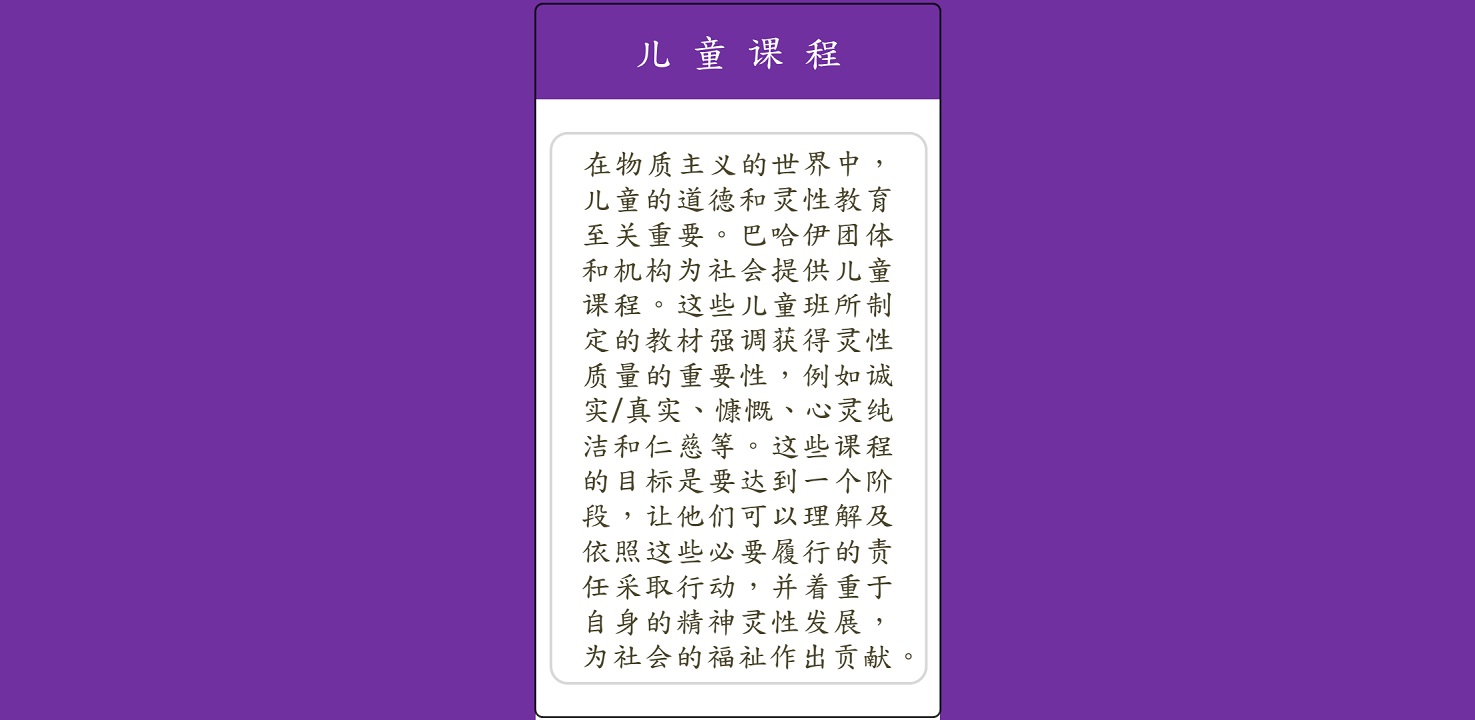 儿童课程
在物质主义的世界中，
儿童的道德和灵性教育
至关重要。巴哈伊团体
和机构为社会提供儿童
课程。这些儿童班所制
定的教材强调获得灵性
质量的重要性，例如诚
实/真实、慷慨、心灵纯
洁和仁慈等。这些课程
的目标是要达到一个阶
段，让他们可以理解及
依照这些必要履行的责
任采取行动，并着重于
自身的精神灵性发展，
为社会的福祉作出贡献。